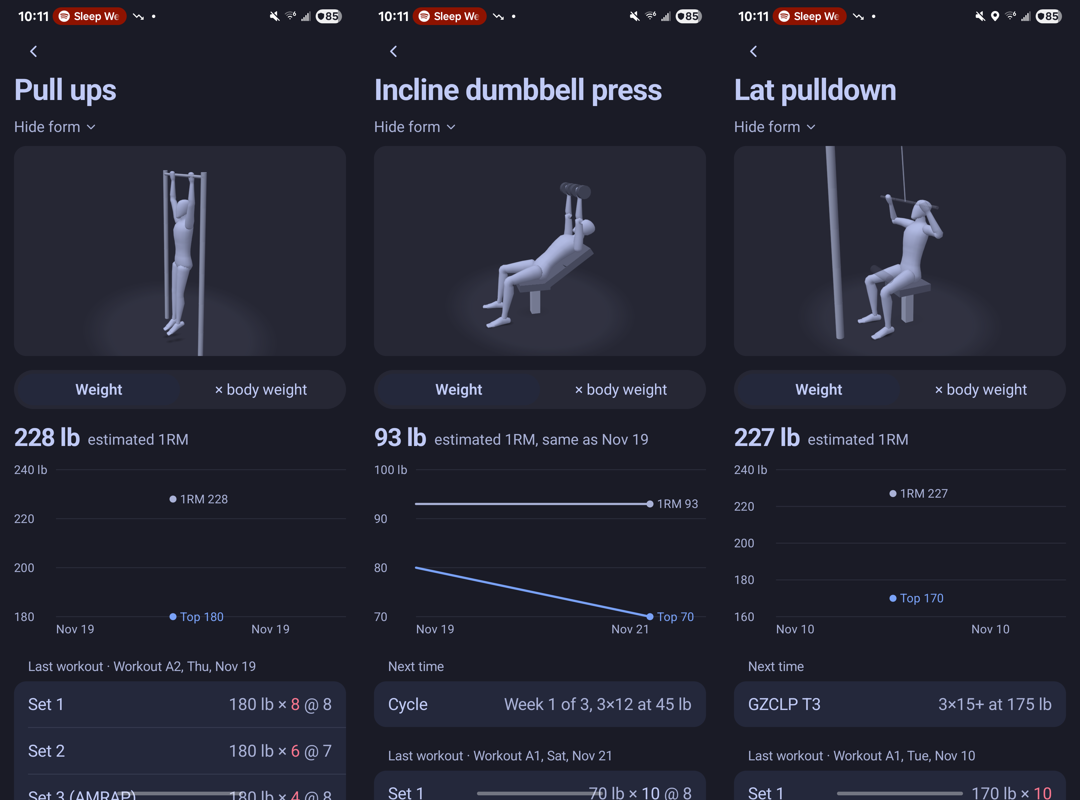 10:11 Sleep We 85
Pull ups
Hide form
Weight × body weight
228 lb estimated 1RM
240 lb
1RM 228
220
200
180
Top 180
Nov 19 Nov 19
Last workout · Workout A2, Thu, Nov 19
Set 1 180 lb × 8 @ 8
Set 2 180 lb × 6 @ 7
Set 3 (AMRAP) 180 lb × 4 @ 8
10:11 Sleep We 85
Incline dumbbell press
Hide form
Weight × body weight
93 lb estimated 1RM, same as Nov 19
100 lb
1RM 93
90
80
70
Top 70
Nov 19 Nov 21
Next time
Cycle Week 1 of 3, 3×12 at 45 lb
Last workout · Workout A1, Sat, Nov 21
Set 1 70 lb × 10 @ 8
10:11 Sleep We 85
Lat pulldown
Hide form
Weight × body weight
227 lb estimated 1RM
240 lb
1RM 227
220
200
180
Top 170
160
Nov 10 Nov 10
Next time
GZCLP T3 3×15+ at 175 lb
Last workout · Workout A1, Tue, Nov 10
Set 1 170 lb × 10